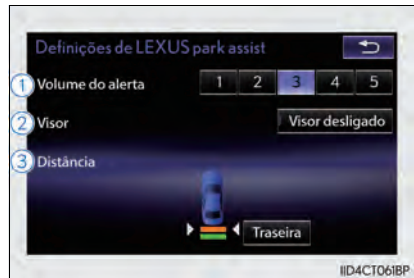 Definições de LEXUS park assist
1 Volume do alerta 1 2 3 4 5
2 Visor Visor desligado
3 Distância
Traseira
IID4CT061BP